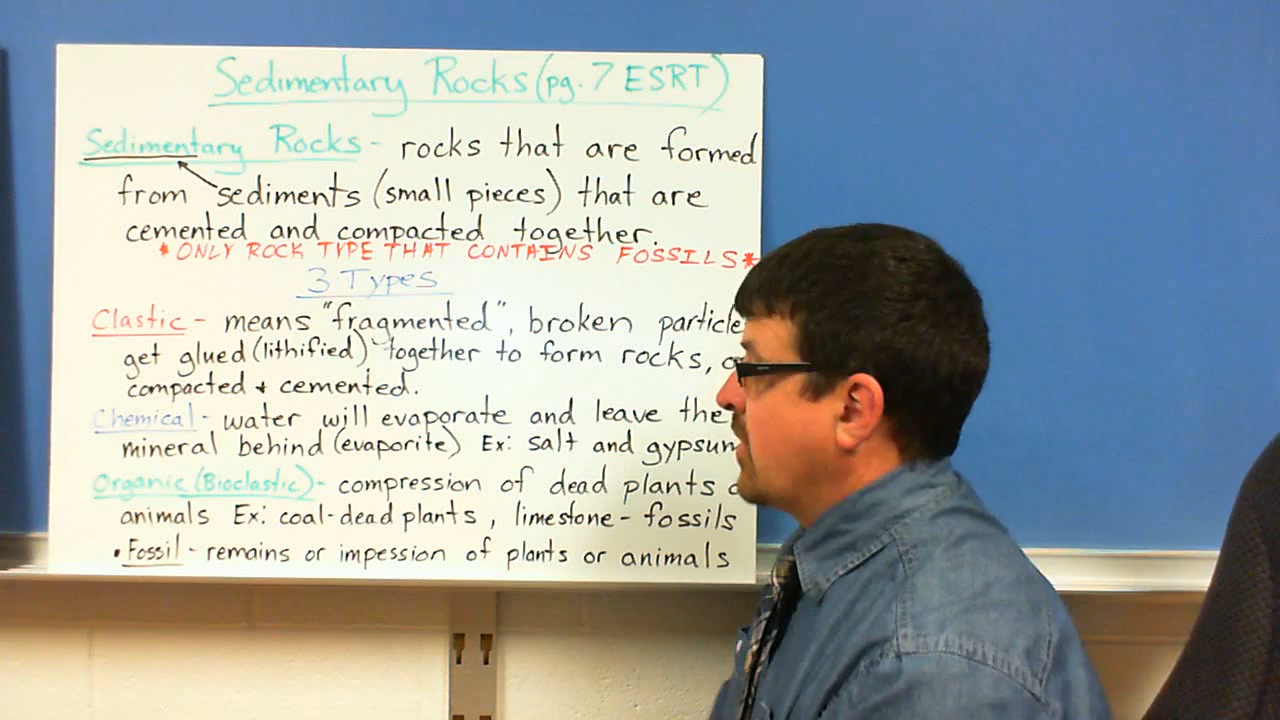 Sedimentary Rocks (pg. 7 ESRT)
Sedimentary Rocks - rocks that are formed
from sediments (small pieces) that are
cemented and compacted together.
*ONLY ROCK TYPE THAT CONTAINS FOSSILS*
3 Types
Clastic - means "fragmented", broken particle
get glued (lithified) together to form rocks,
compacted + cemented.
Chemical - water will evaporate and leave the
mineral behind (evaporite) Ex: salt and gypsum
Organic (Bioclastic) - compression of dead plants
animals Ex: coal-dead plants, limestone - fossils
• Fossil - remains or impession of plants or animals